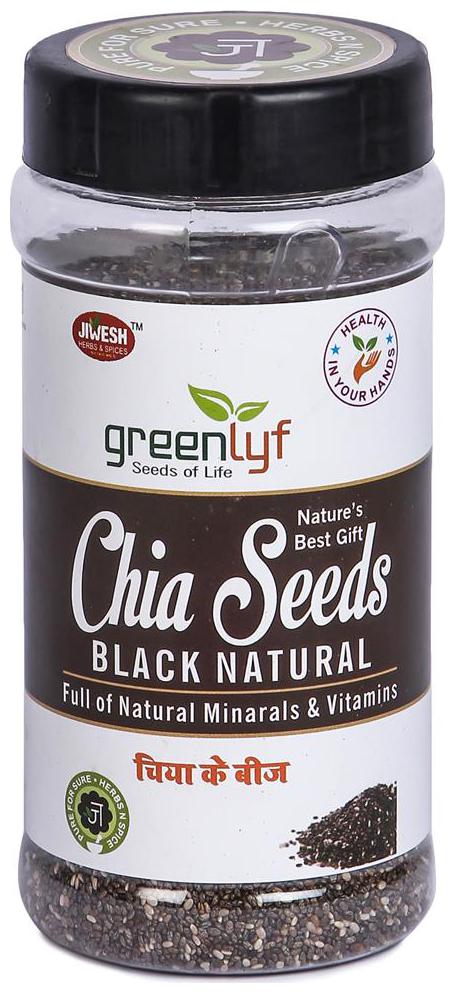 PURE FOR SURE • HERBS N SPICE
जी
JIWESH TM
HERBS & SPICES
HEALTH
IN YOUR HANDS
greenlyf
Seeds of Life
Nature's
Best Gift
Chia Seeds
BLACK NATURAL
Full of Natural Minarals & Vitamins
चिया के बीज
PURE FOR SURE • HERBS N SPICE
जी